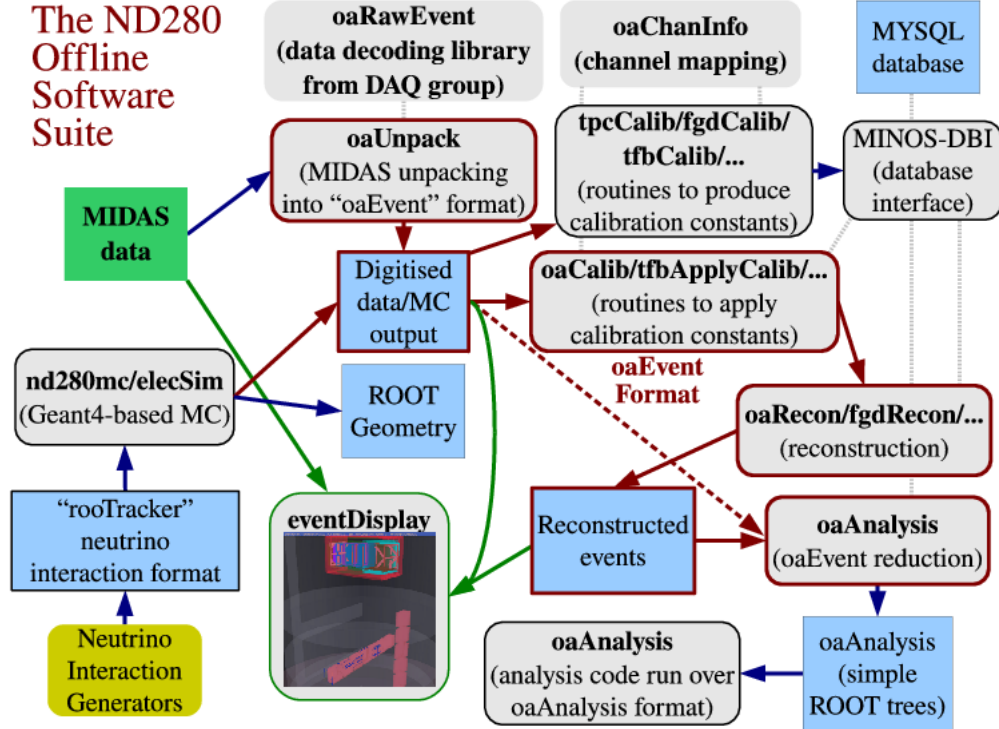 The ND280
Offline
Software
Suite
oaRawEvent
(data decoding library
from DAQ group)
oaChanInfo
(channel mapping)
MYSQL
database
oaUnpack
(MIDAS unpacking
into “oaEvent” format)
tpcCalib/fgdCalib/
tfbCalib/...
(routines to produce
calibration constants)
MINOS-DBI
(database
interface)
MIDAS
data
Digitised
data/MC
output
oaCalib/tfbApplyCalib/...
(routines to apply
calibration constants)
oaEvent
Format
nd280mc/elecSim
(Geant4-based MC)
ROOT
Geometry
oaRecon/fgdRecon/...
(reconstruction)
“rooTracker”
neutrino
interaction format
eventDisplay
Reconstructed
events
oaAnalysis
(oaEvent reduction)
Neutrino
Interaction
Generators
oaAnalysis
(analysis code run over
oaAnalysis format)
oaAnalysis
(simple
ROOT trees)